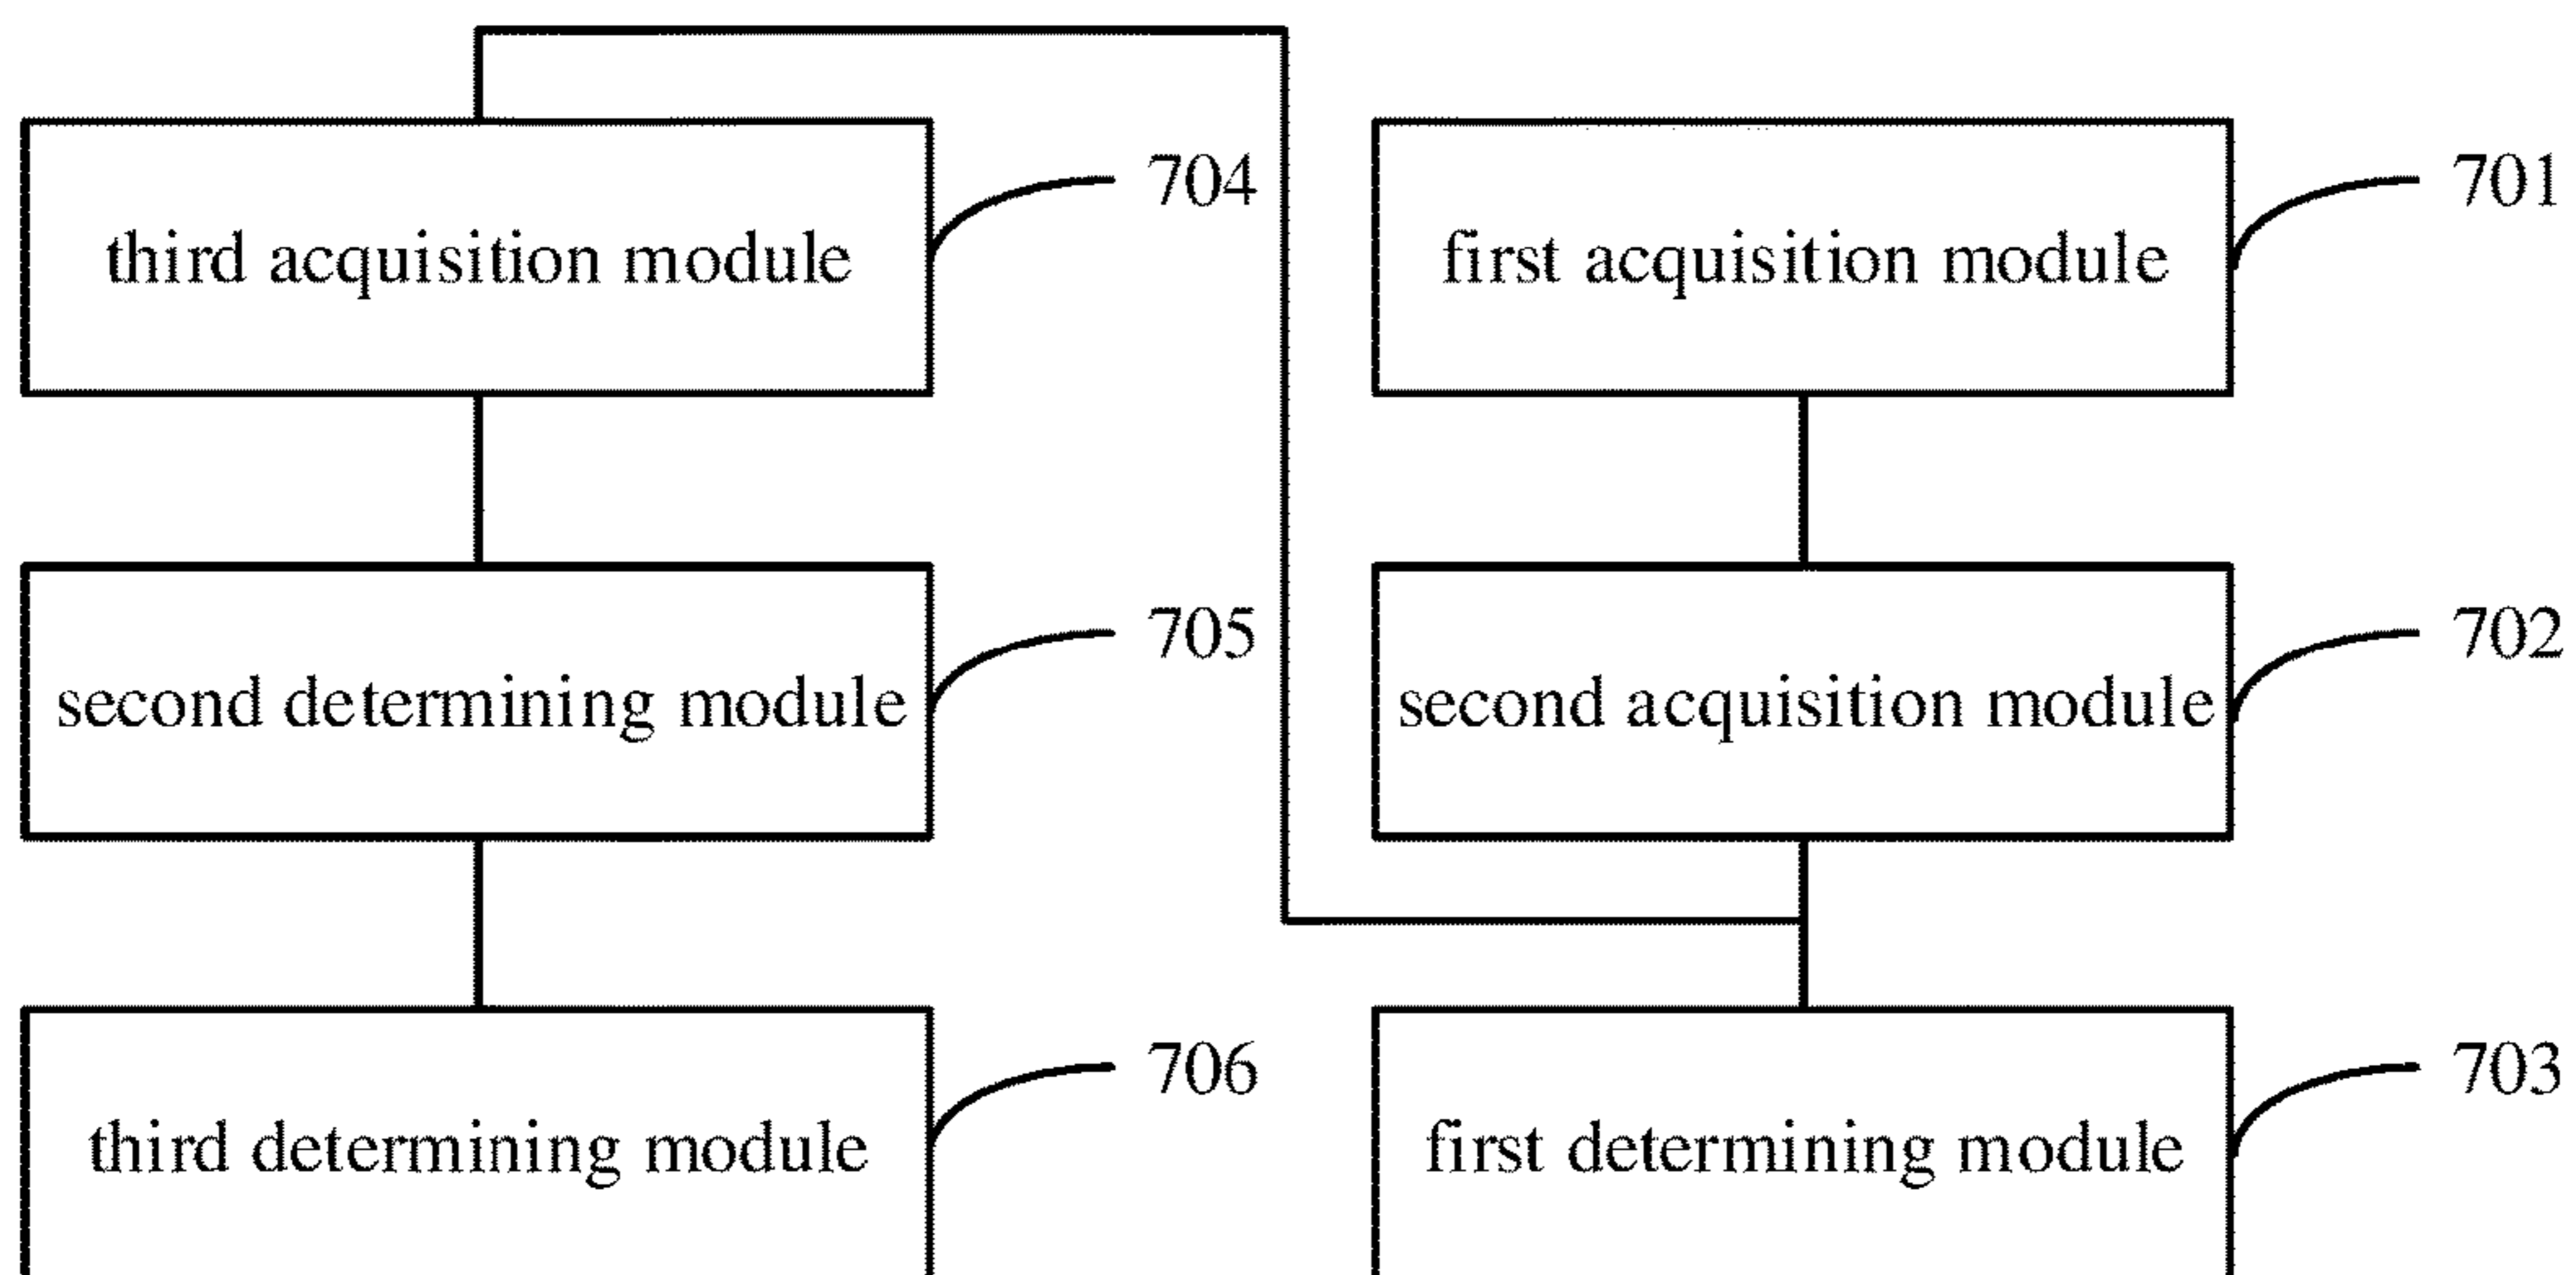 704
third acquisition module
701
first acquisition module
705
second determining module
702
second acquisition module
706
third determining module
703
first determining module